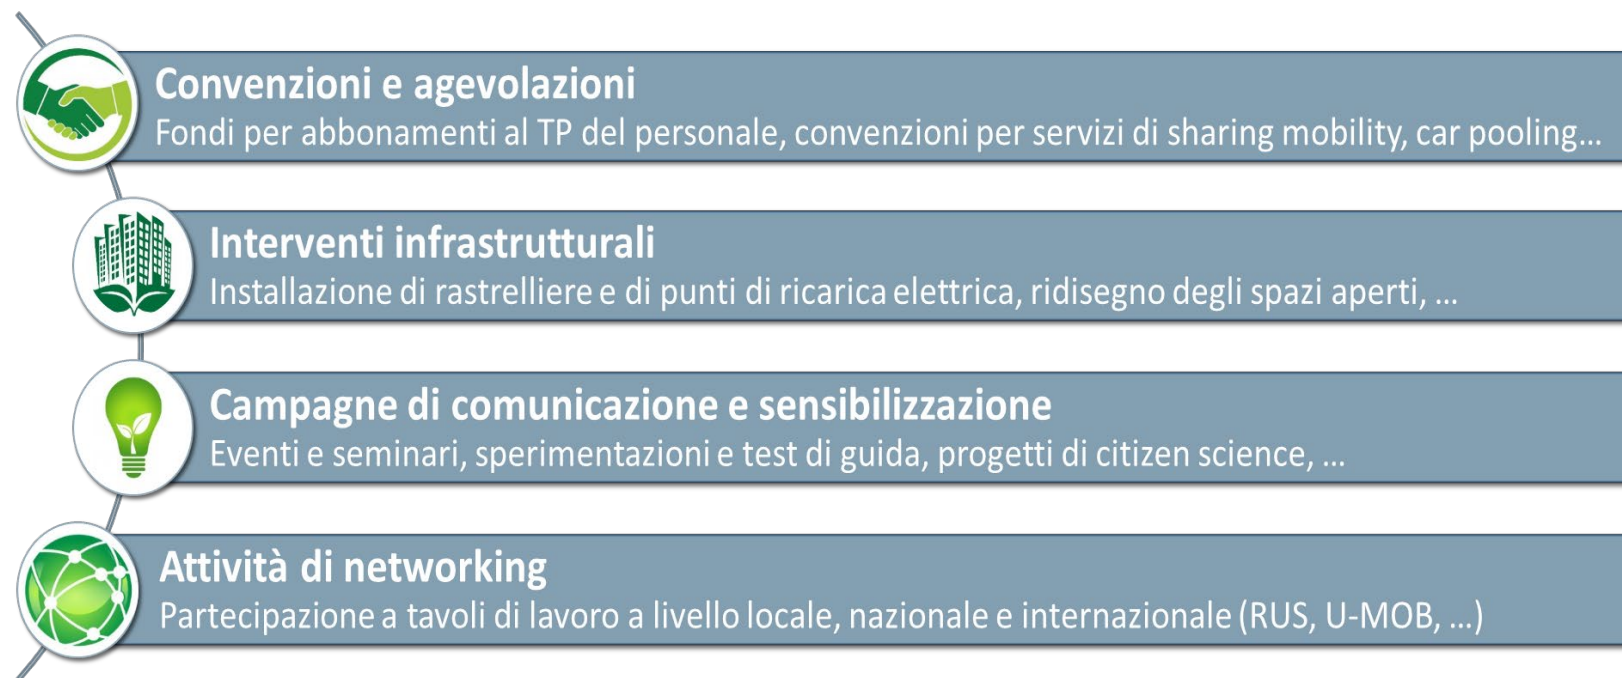 Convenzioni e agevolazioni
Fondi per abbonamenti al TP del personale, convenzioni per servizi di sharing mobility, car pooling...
Interventi infrastrutturali
Installazione di rastrelliere e di punti di ricarica elettrica, ridisegno degli spazi aperti, ...
Campagne di comunicazione e sensibilizzazione
Eventi e seminari, sperimentazioni e test di guida, progetti di citizen science, ...
Attività di networking
Partecipazione a tavoli di lavoro a livello locale, nazionale e internazionale (RUS, U-MOB, ...)